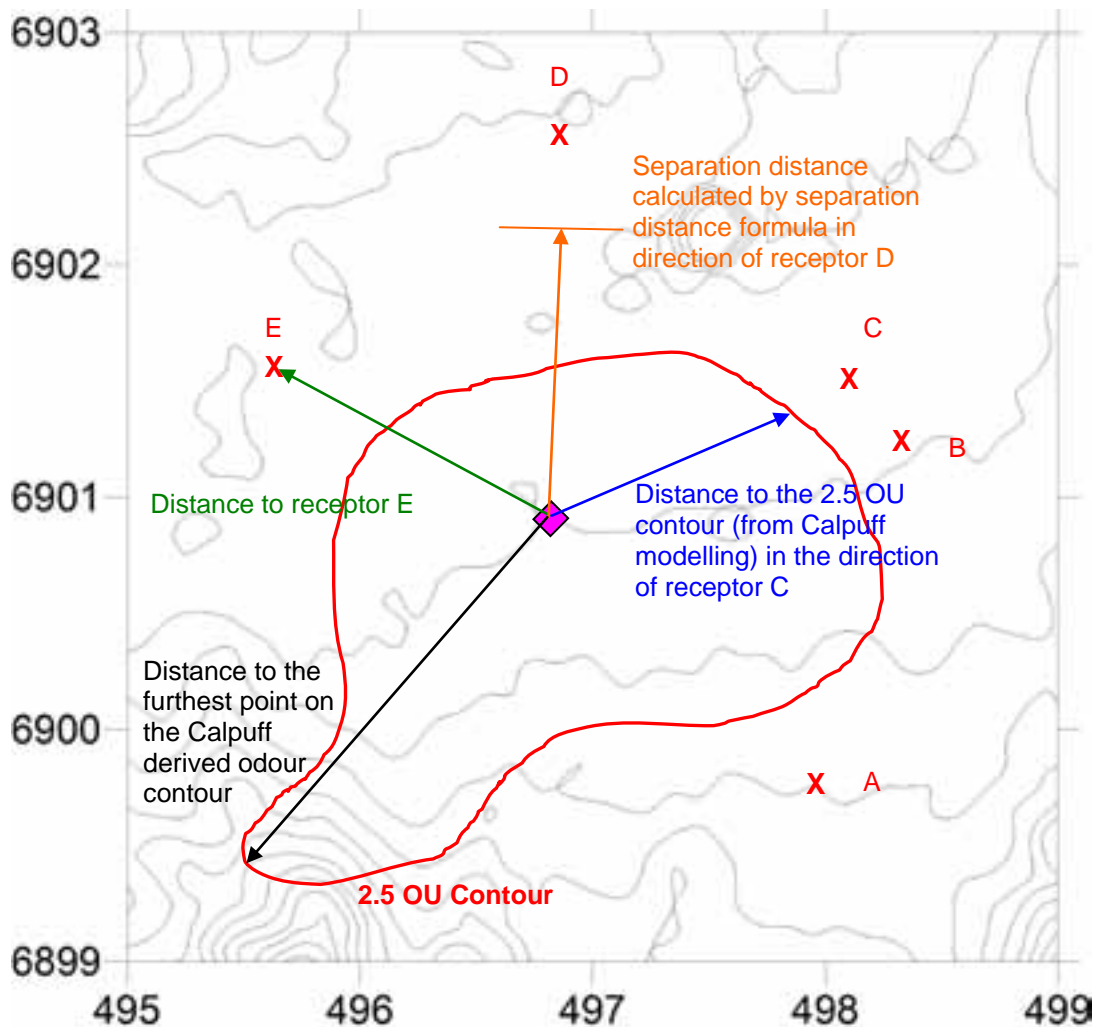 6903
D
X
Separation distance
calculated by separation
distance formula in
direction of receptor D
6902
E
X
C
X
X
B
6901
Distance to receptor E
Distance to the 2.5 OU
contour (from Calpuff
modelling) in the direction
of receptor C
Distance to the
furthest point on
the Calpuff
derived odour
contour
6900
X
A
2.5 OU Contour
6899
495
496
497
498
499